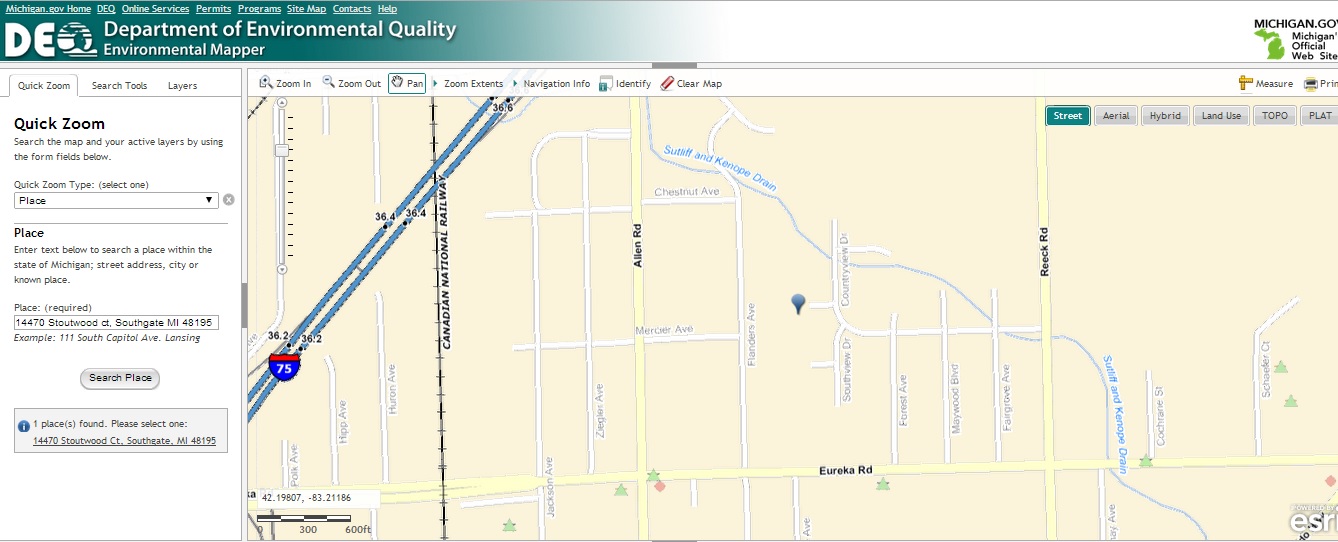 Michigan.gov Home DEQ Online Services Permits Programs Site Map Contacts Help
DEQ Department of Environmental Quality
Environmental Mapper
MICHIGAN.GOV
Michigan's
Official
Web Site
Quick Zoom Search Tools Layers
Zoom In Zoom Out Pan Zoom Extents Navigation Info Identify Clear Map Measure
Street Aerial Hybrid Land Use TOPO PLAT
Quick Zoom
Search the map and your active layers by using
the form fields below.
Quick Zoom Type: (select one)
Place
Place
Enter text below to search a place within the
state of Michigan; street address, city or
known place.
Place: (required)
14470 Stoutwood ct, Southgate MI 48195
Example: 111 South Capitol Ave. Lansing
Search Place
1 place(s) found. Please select one:
14470 Stoutwood Ct, Southgate, MI 48195
36.6
Sutliff and Kenope Drain
Chestnut Ave
36.4
36.4
CANADIAN NATIONAL RAILWAY
Allen Rd
Reeck Rd
Countryview Dr
Flanders Ave
Mercier Ave
36.2
36.2
75
Southview Dr
Huron Ave
Hipp Ave
Ziegler Ave
Forest Ave
Maywood Blvd
Fairgrove Ave
Sutliff and Kenope Drain
Cochrane St
Schaefer Ct
Polk Ave
Jackson Ave
Eureka Rd
42.19807, -83.21186
0 300 600ft
POWERED BY
esri